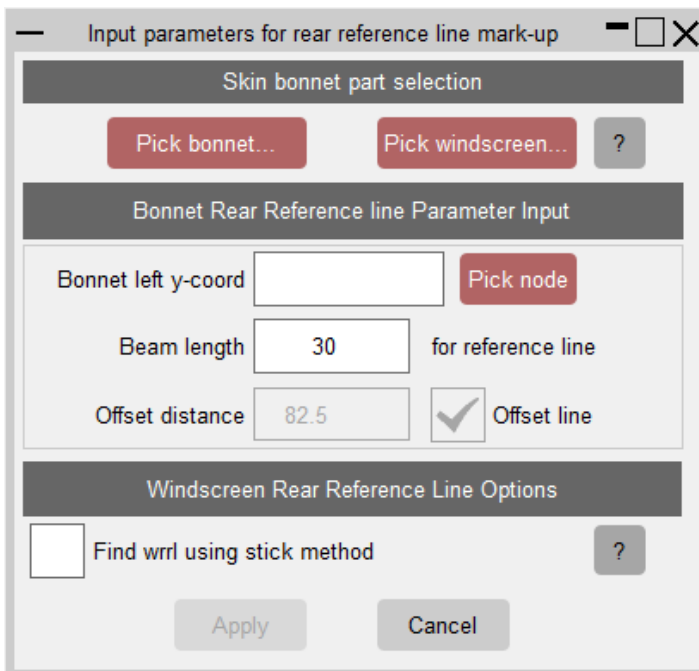 Input parameters for rear reference line mark-up
Skin bonnet part selection
Pick bonnet... Pick windscreen... ?
Bonnet Rear Reference line Parameter Input
Bonnet left y-coord Pick node
Beam length 30 for reference line
Offset distance 82.5 Offset line
Windscreen Rear Reference Line Options
Find wrrl using stick method ?
Apply Cancel